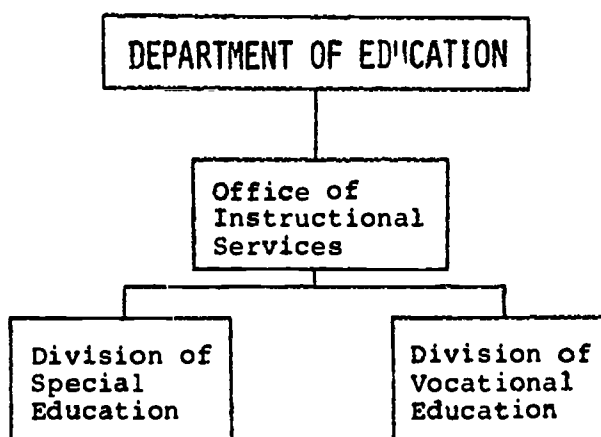 DEPARTMENT OF EDUCATION
Office of
Instructional
Services
Division of
Special
Education
Division of
Vocational
Education